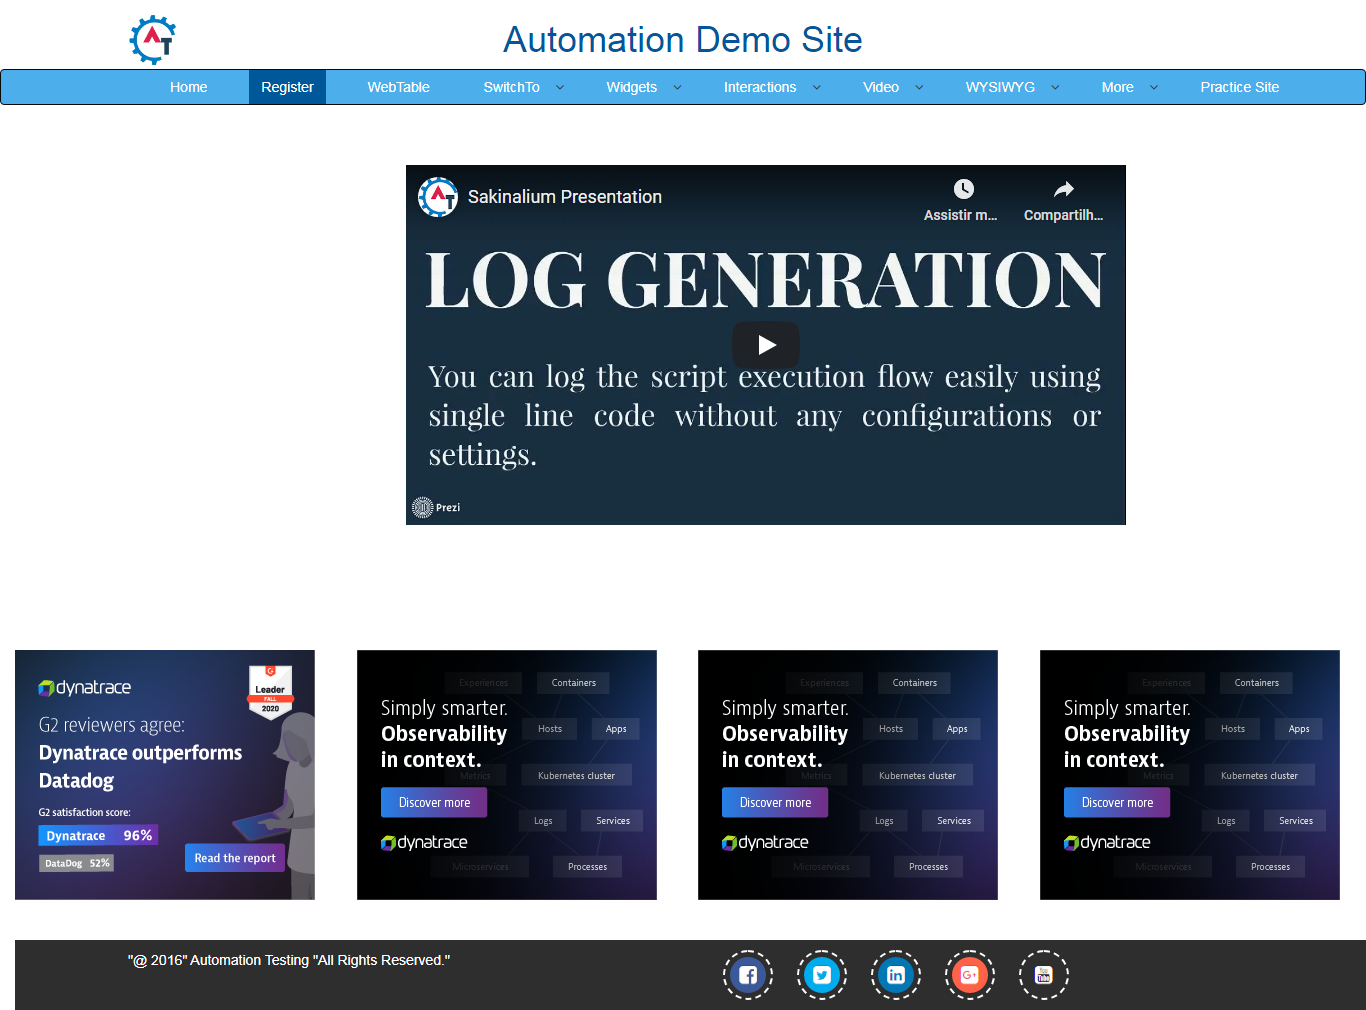 AT
Automation Demo Site
Home Register WebTable SwitchTo Widgets Interactions Video WYSIWYG More Practice Site
AT Sakinalium Presentation
Assistir m... Compartilh...
LOG GENERATION
You can log the script execution flow easily using
single line code without any configurations or
settings.
Prezi
dynatrace
G
Leader
FALL
2020
G2 reviewers agree:
Dynatrace outperforms
Datadog
G2 satisfaction score:
Dynatrace 96%
DataDog 52%
Read the report
Experiences Containers
Simply smarter.
Observability
in context.
Hosts Apps
Metrics Kubernetes cluster
Discover more
Logs Services
dynatrace
Microservices Processes
Experiences Containers
Simply smarter.
Observability
in context.
Hosts Apps
Metrics Kubernetes cluster
Discover more
Logs Services
dynatrace
Microservices Processes
Experiences Containers
Simply smarter.
Observability
in context.
Hosts Apps
Metrics Kubernetes cluster
Discover more
Logs Services
dynatrace
Microservices Processes
"@ 2016" Automation Testing "All Rights Reserved."
f in G+ You Tube